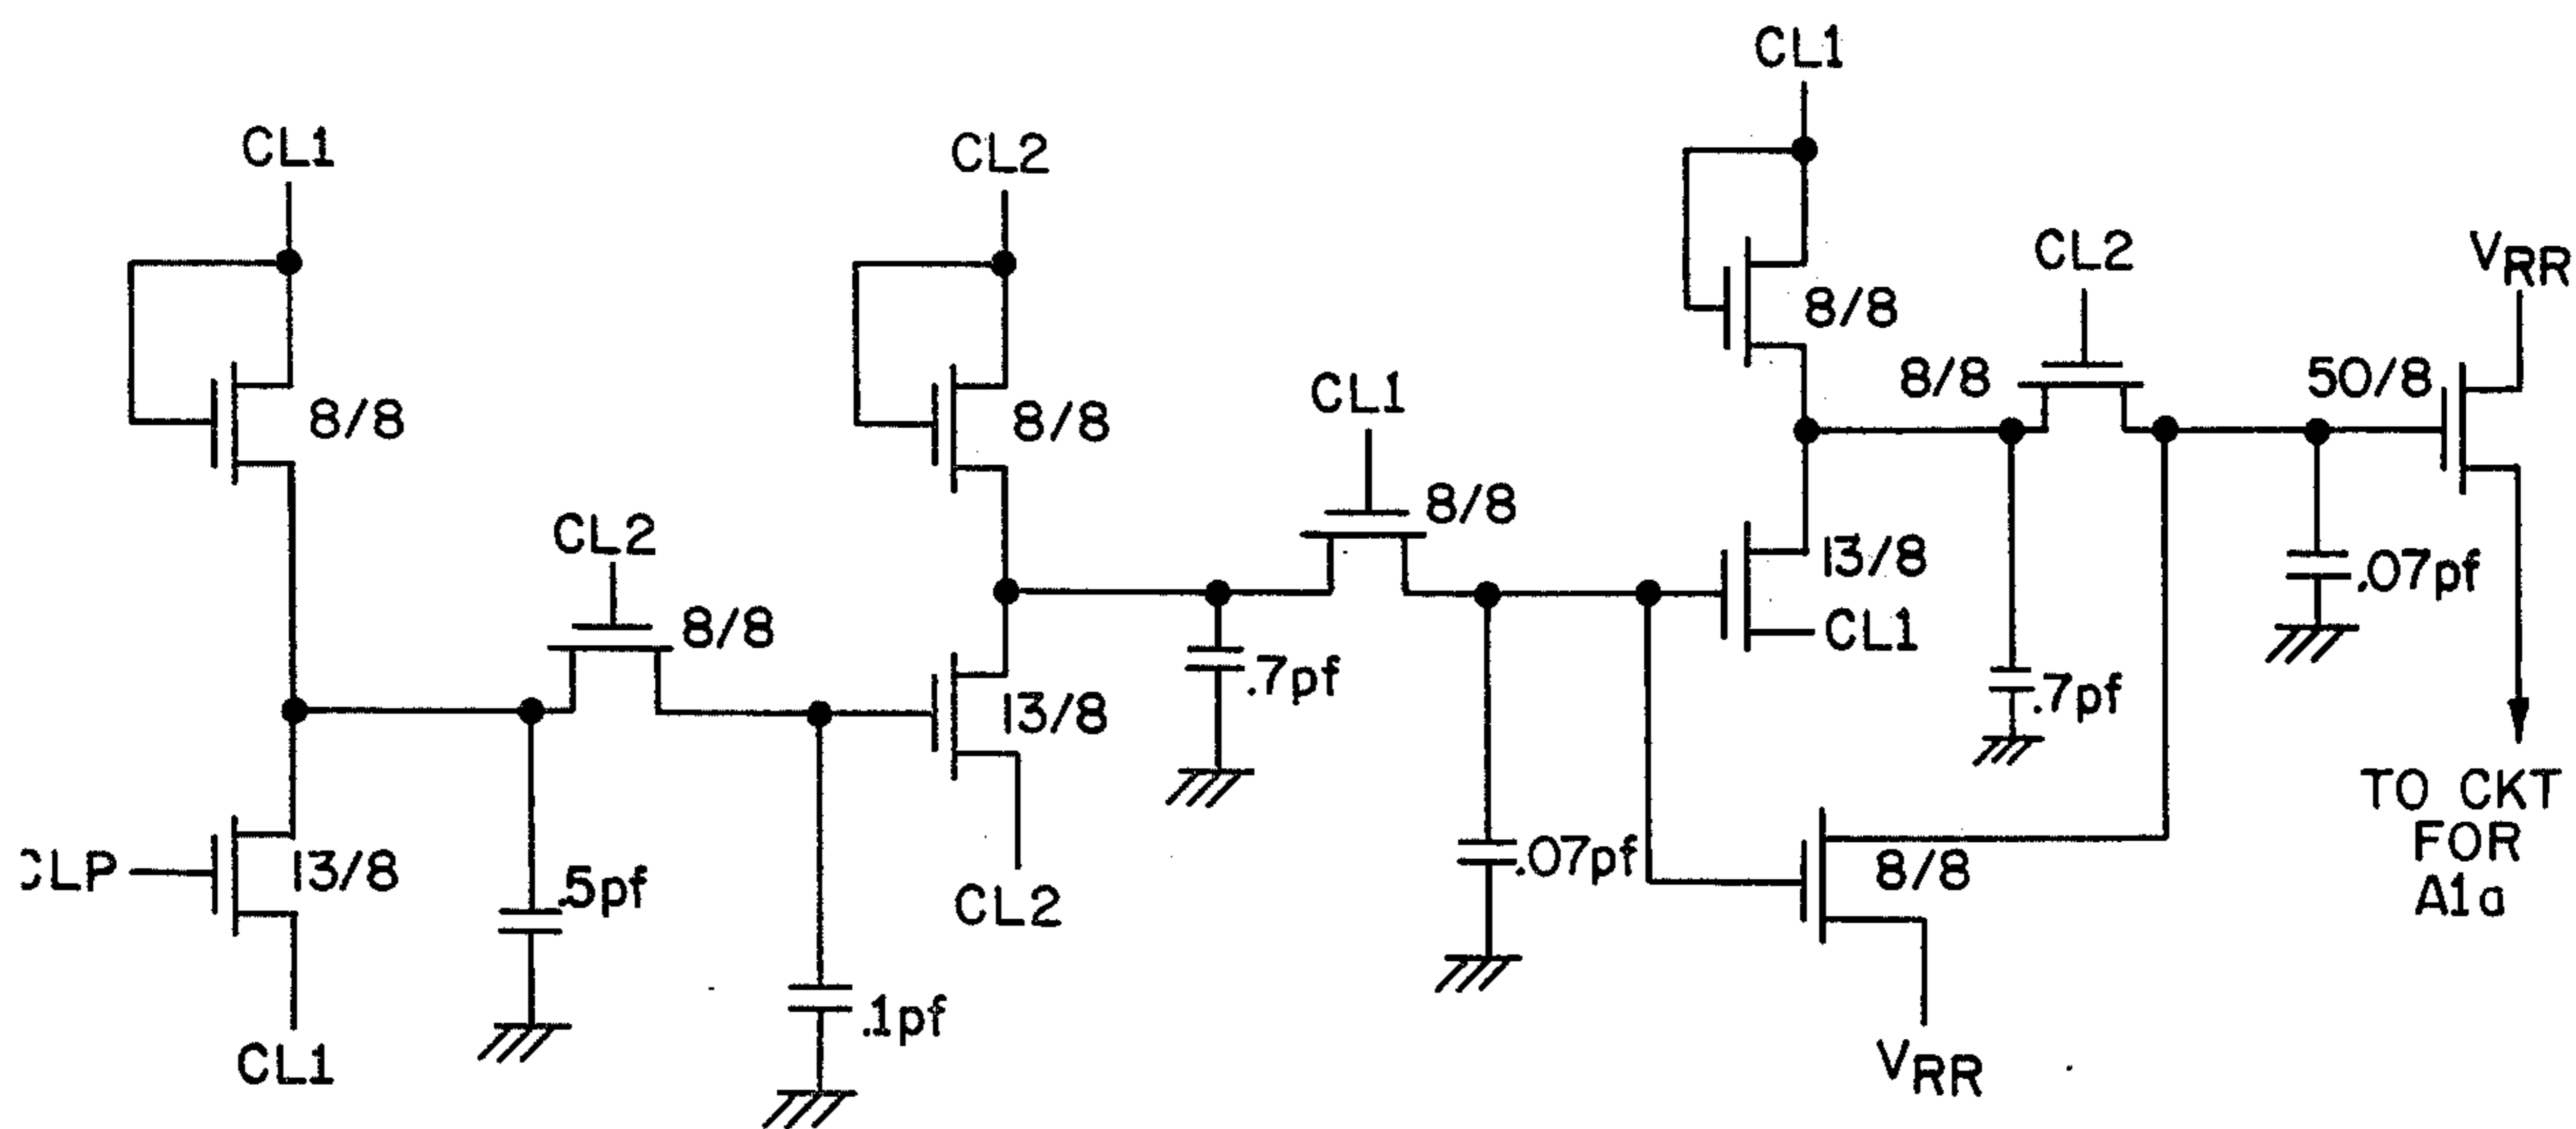 CL1
CL1
CL2
CL2
VRR
8/8
8/8
50/8
CL1
8/8
8/8
8/8
CL2
13/8
.07pf
8/8
CL1
.7pf
.7pf
13/8
TO CKT
FOR
A1a
13/8
.5pf
.07pf
8/8
CL2
.1pf
CL1
VRR